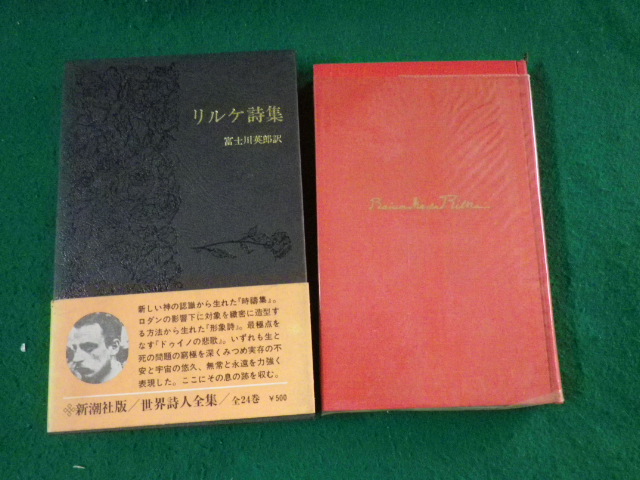 リルケ詩集
富士川英郎訳
新しい神の認識から生れた『時禱集』。
ロダンの影響下に対象を緻密に造型す
る方法から生れた『形象詩』。最極点を
なす『ドゥイノの悲歌』。いずれも生と
死の問題の窮極を深くみつめ実存の不
安と宇宙の悠久、無常と永遠を力強く
表現した。ここにその息の跡を収む。
※新潮社版／世界詩人全集／全24巻 ¥500
Rainer Maria Rilke